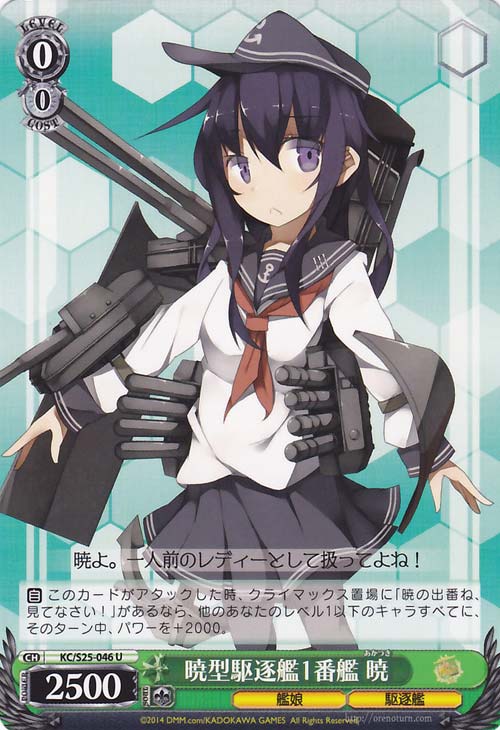 LEVEL
0
0
COST
暁よ。一人前のレディーとして扱ってよね！
自 このカードがアタックした時、クライマックス置場に「暁の出番ね、
見てなさい！」があるなら、他のあなたのレベル1以下のキャラすべてに、
そのターン中、パワーを＋2000。
CH KC/S25-046 U
あかつき
暁型駆逐艦1番艦 暁
POWER
2500
SOUL
艦娘
駆逐艦
©2014 DMM.com/KADOKAWA GAMES All Rights Reserved.
http://orenoturn.com